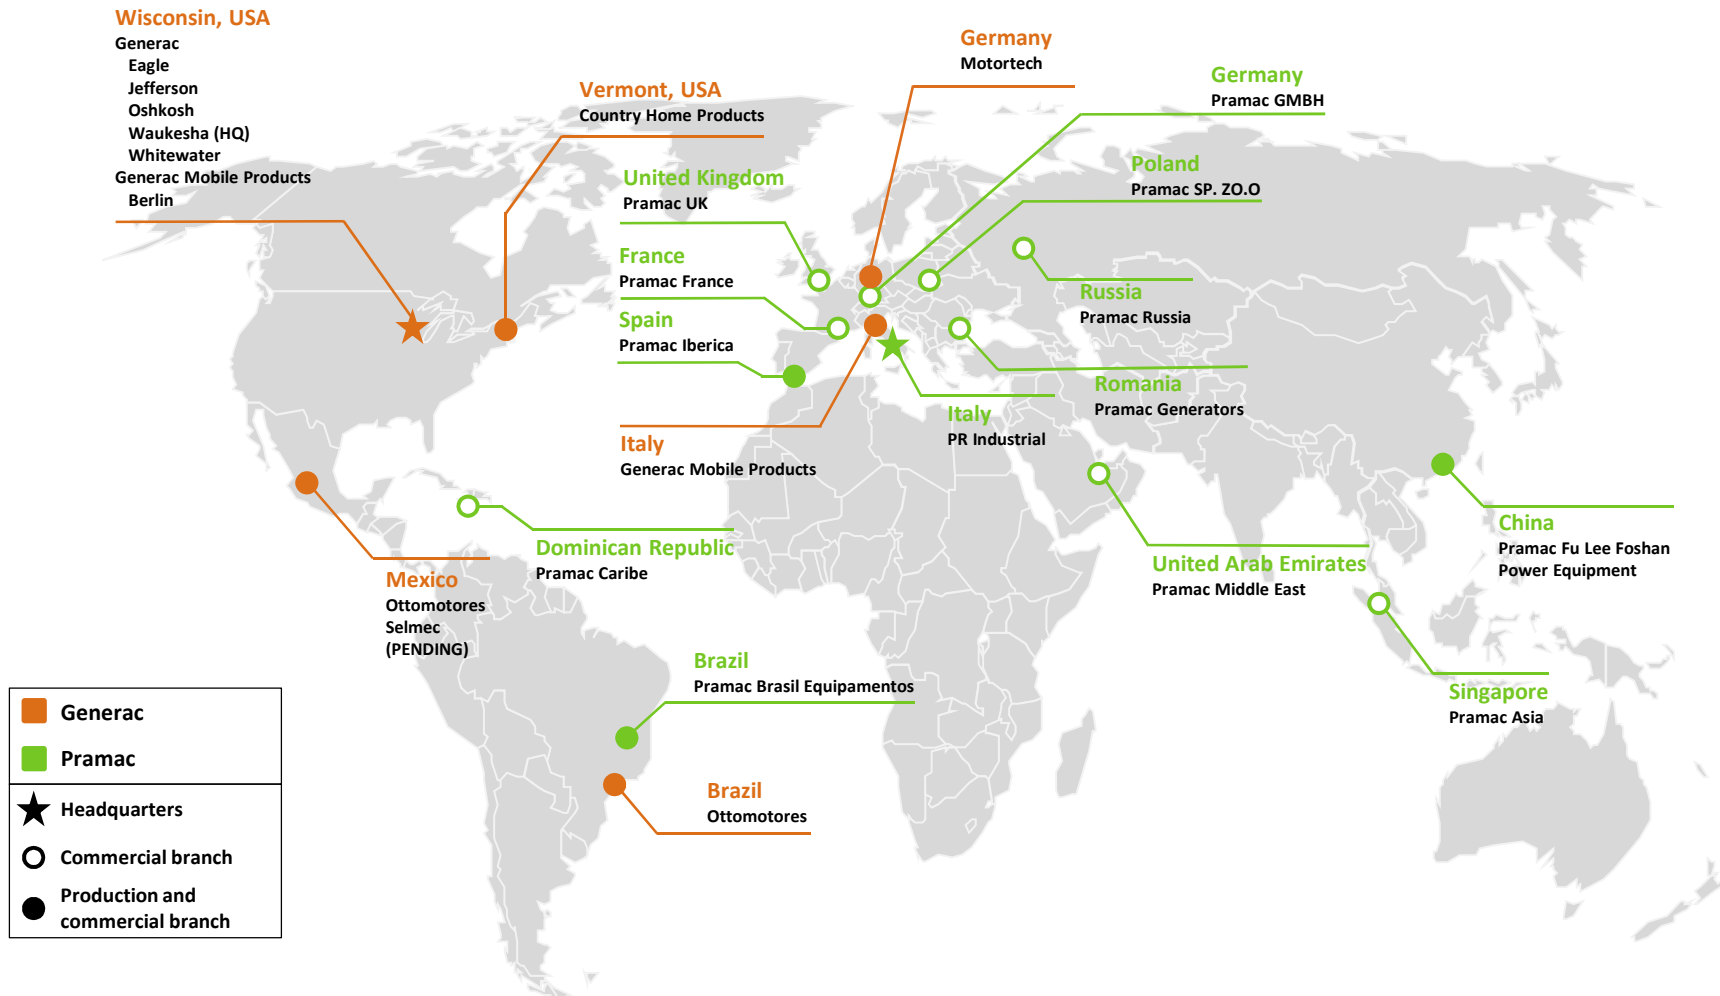 Wisconsin, USA
Generac
Eagle
Jefferson
Oshkosh
Waukesha (HQ)
Whitewater
Generac Mobile Products
Berlin
Vermont, USA
Country Home Products
Germany
Motortech
Germany
Pramac GMBH
United Kingdom
Pramac UK
Poland
Pramac SP. ZO.O
France
Pramac France
Spain
Pramac Iberica
Russia
Pramac Russia
Romania
Pramac Generators
Italy
PR Industrial
Italy
Generac Mobile Products
Dominican Republic
Pramac Caribe
Mexico
Ottomotores
Selmec
(PENDING)
United Arab Emirates
Pramac Middle East
China
Pramac Fu Lee Foshan
Power Equipment
Singapore
Pramac Asia
Brazil
Pramac Brasil Equipamentos
Brazil
Ottomotores
Generac
Pramac
Headquarters
Commercial branch
Production and
commercial branch